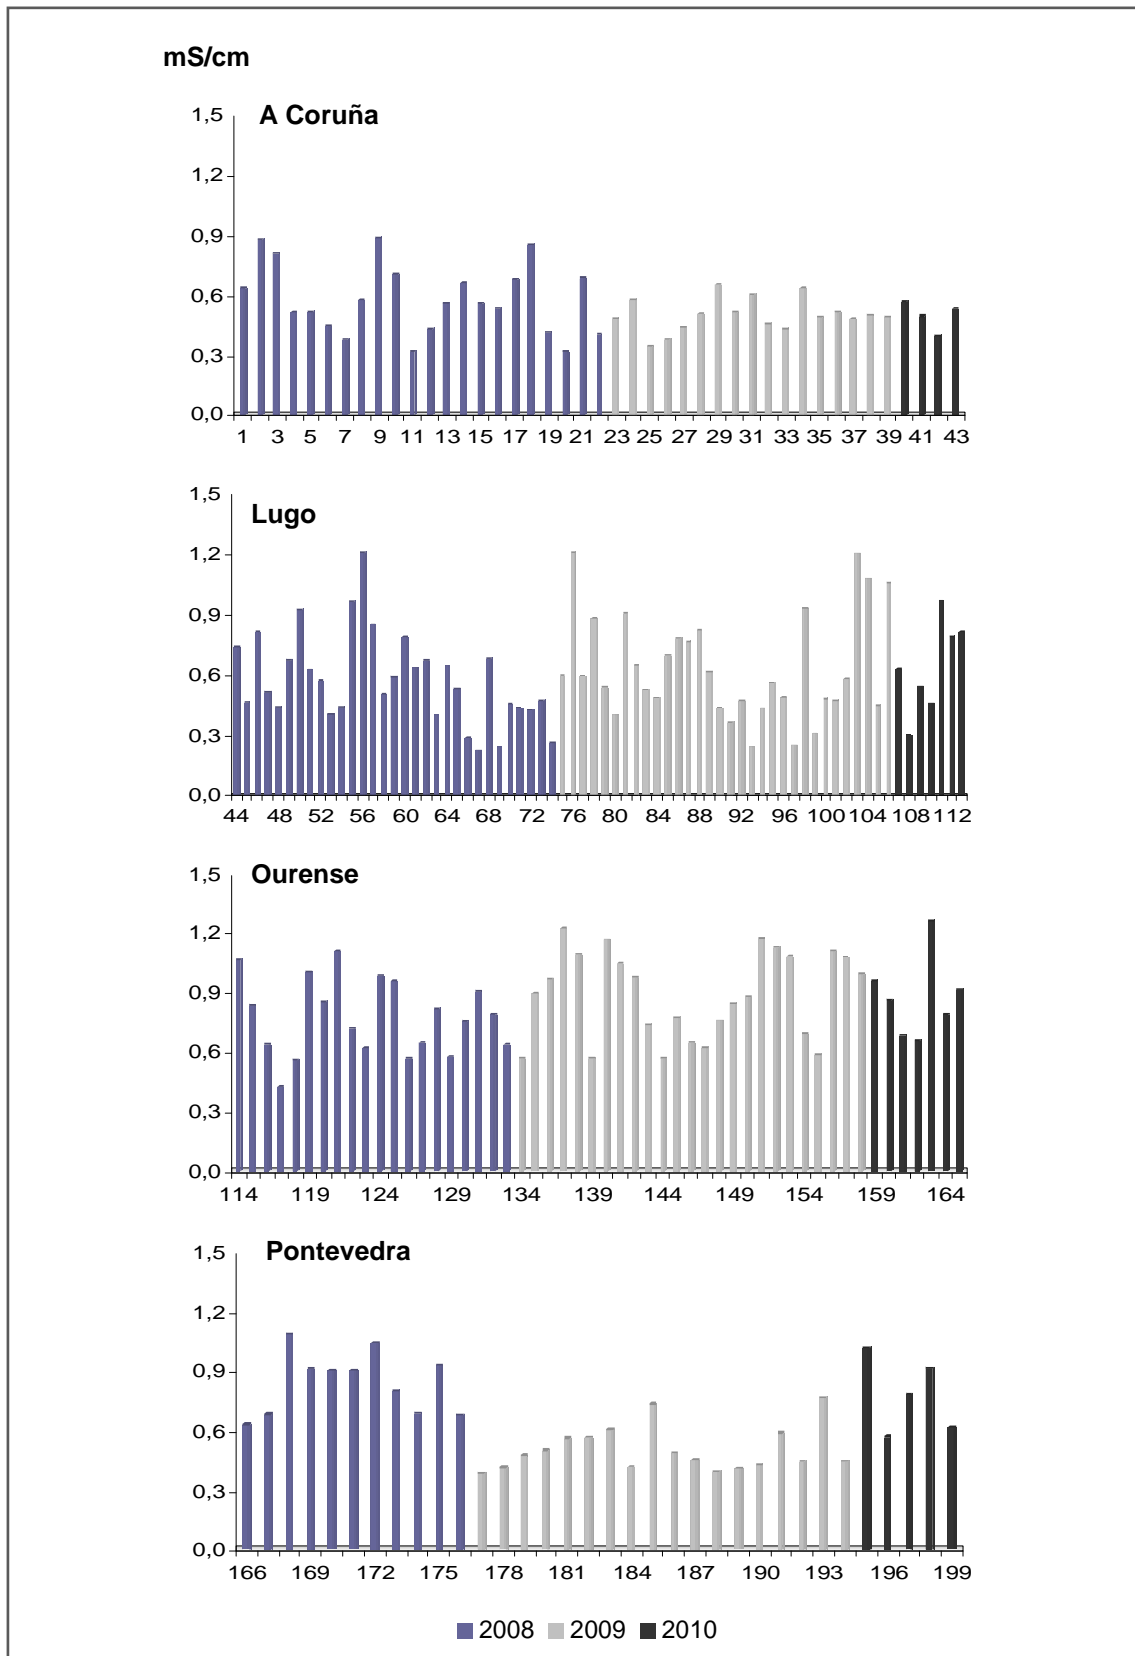 mS/cm
A Coruña
1,5
1,2
0,9
0,6
0,3
0,0
1 3 5 7 9 11 13 15 17 19 21 23 25 27 29 31 33 35 37 39 41 43
Lugo
1,5
1,2
0,9
0,6
0,3
0,0
44 48 52 56 60 64 68 72 76 80 84 88 92 96 100 104 108 112
Ourense
1,5
1,2
0,9
0,6
0,3
0,0
114 119 124 129 134 139 144 149 154 159 164
Pontevedra
1,5
1,2
0,9
0,6
0,3
0,0
166 169 172 175 178 181 184 187 190 193 196 199
2008 2009 2010